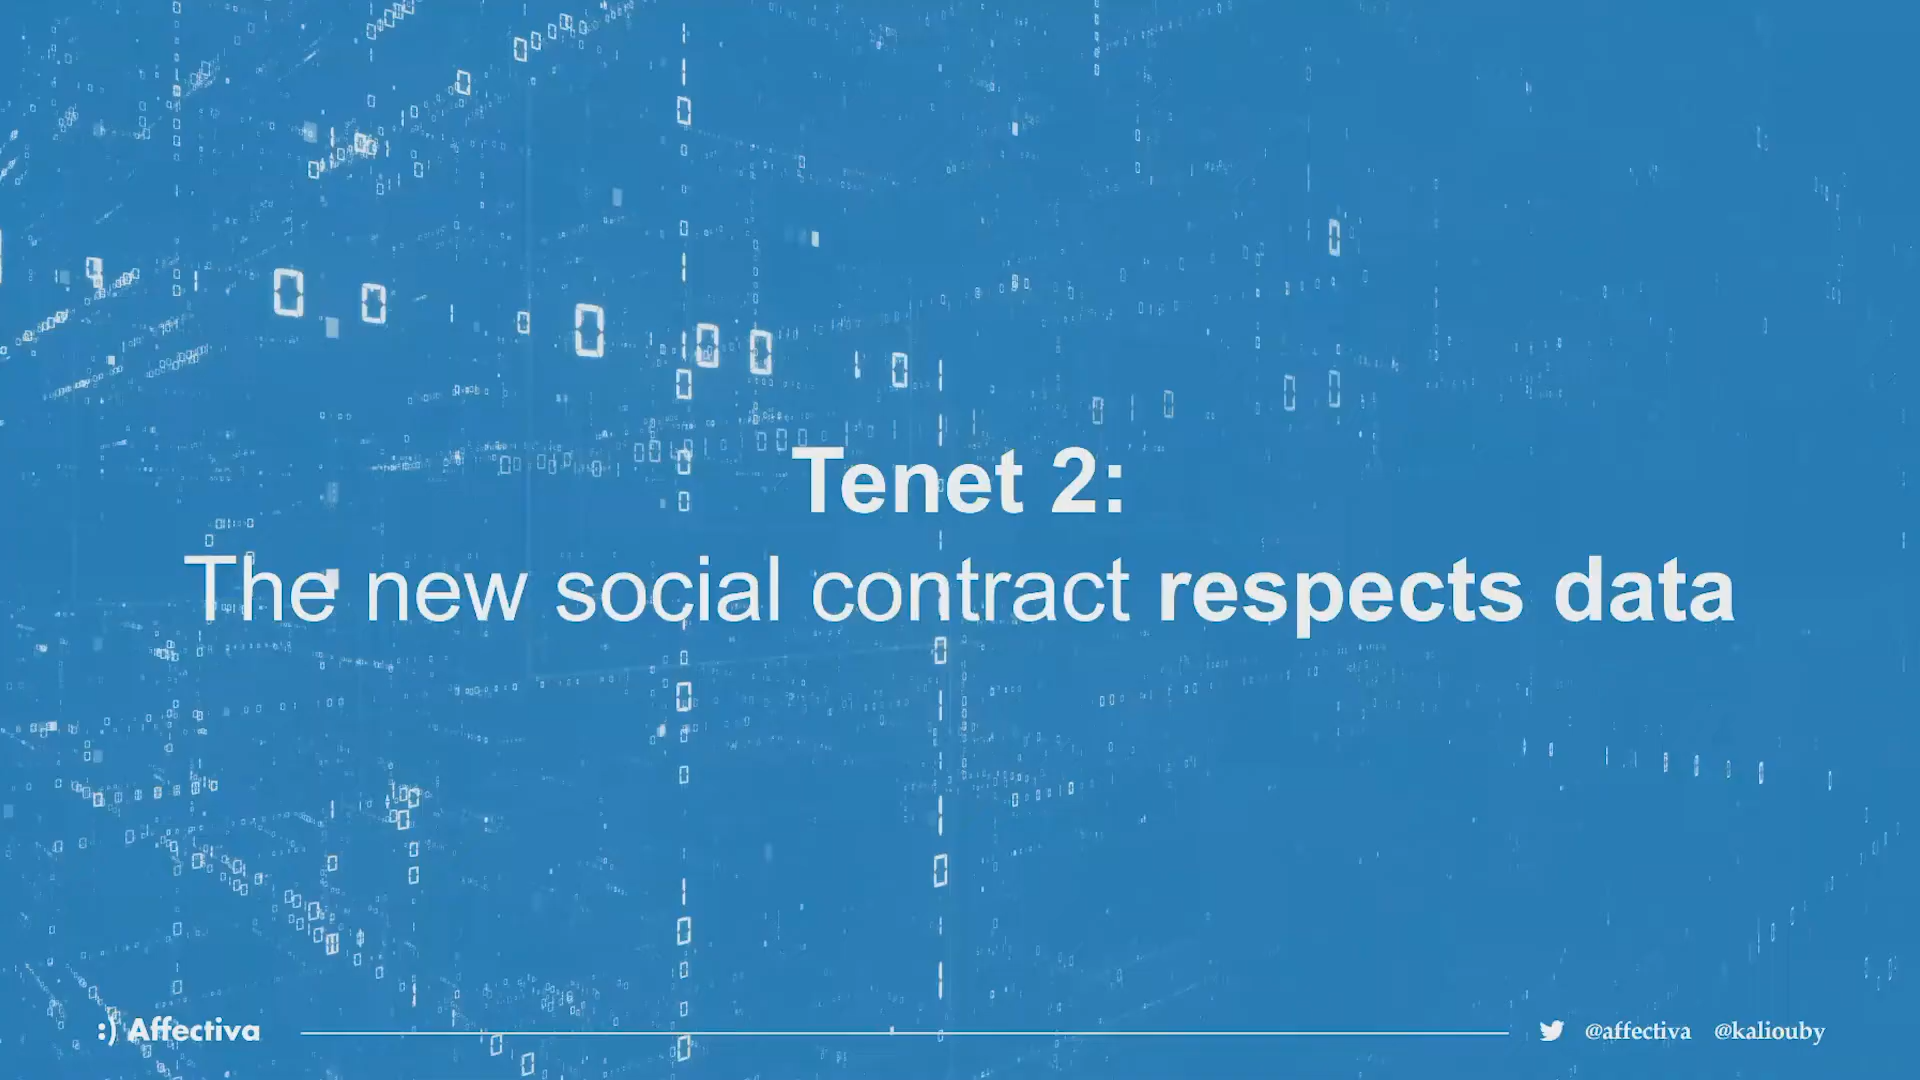 Tenet 2:
The new social contract respects data
:) Affectiva
@affectiva @kaliouby